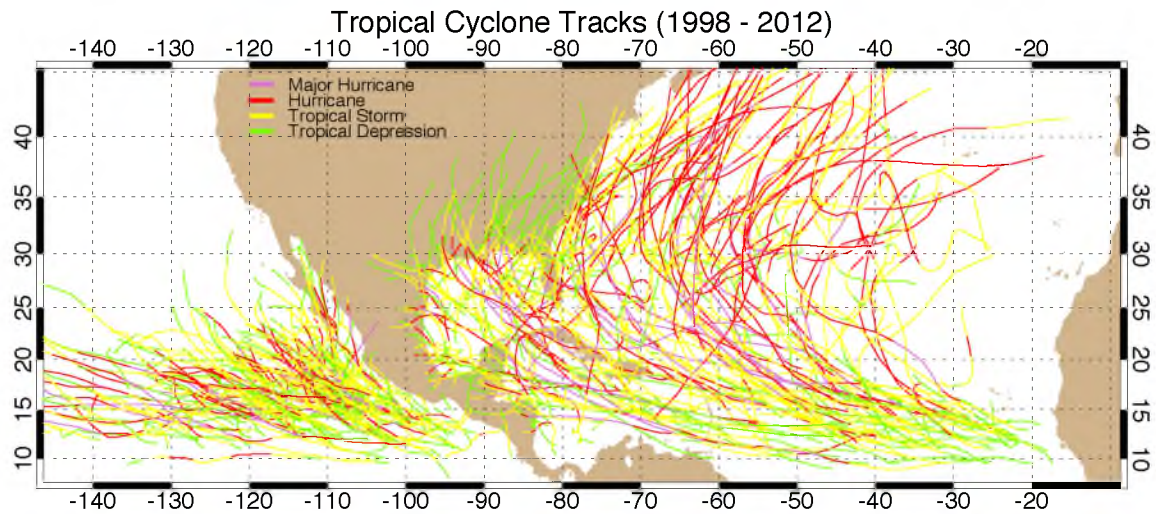 Tropical Cyclone Tracks (1998 - 2012)
-140 -130 -120 -110 -100 -90 -80 -70 -60 -50 -40 -30 -20
Major Hurricane
Hurricane
Tropical Storm
Tropical Depression
40 40
35 35
30 30
25 25
20 20
15 15
10 10
-140 -130 -120 -110 -100 -90 -80 -70 -60 -50 -40 -30 -20